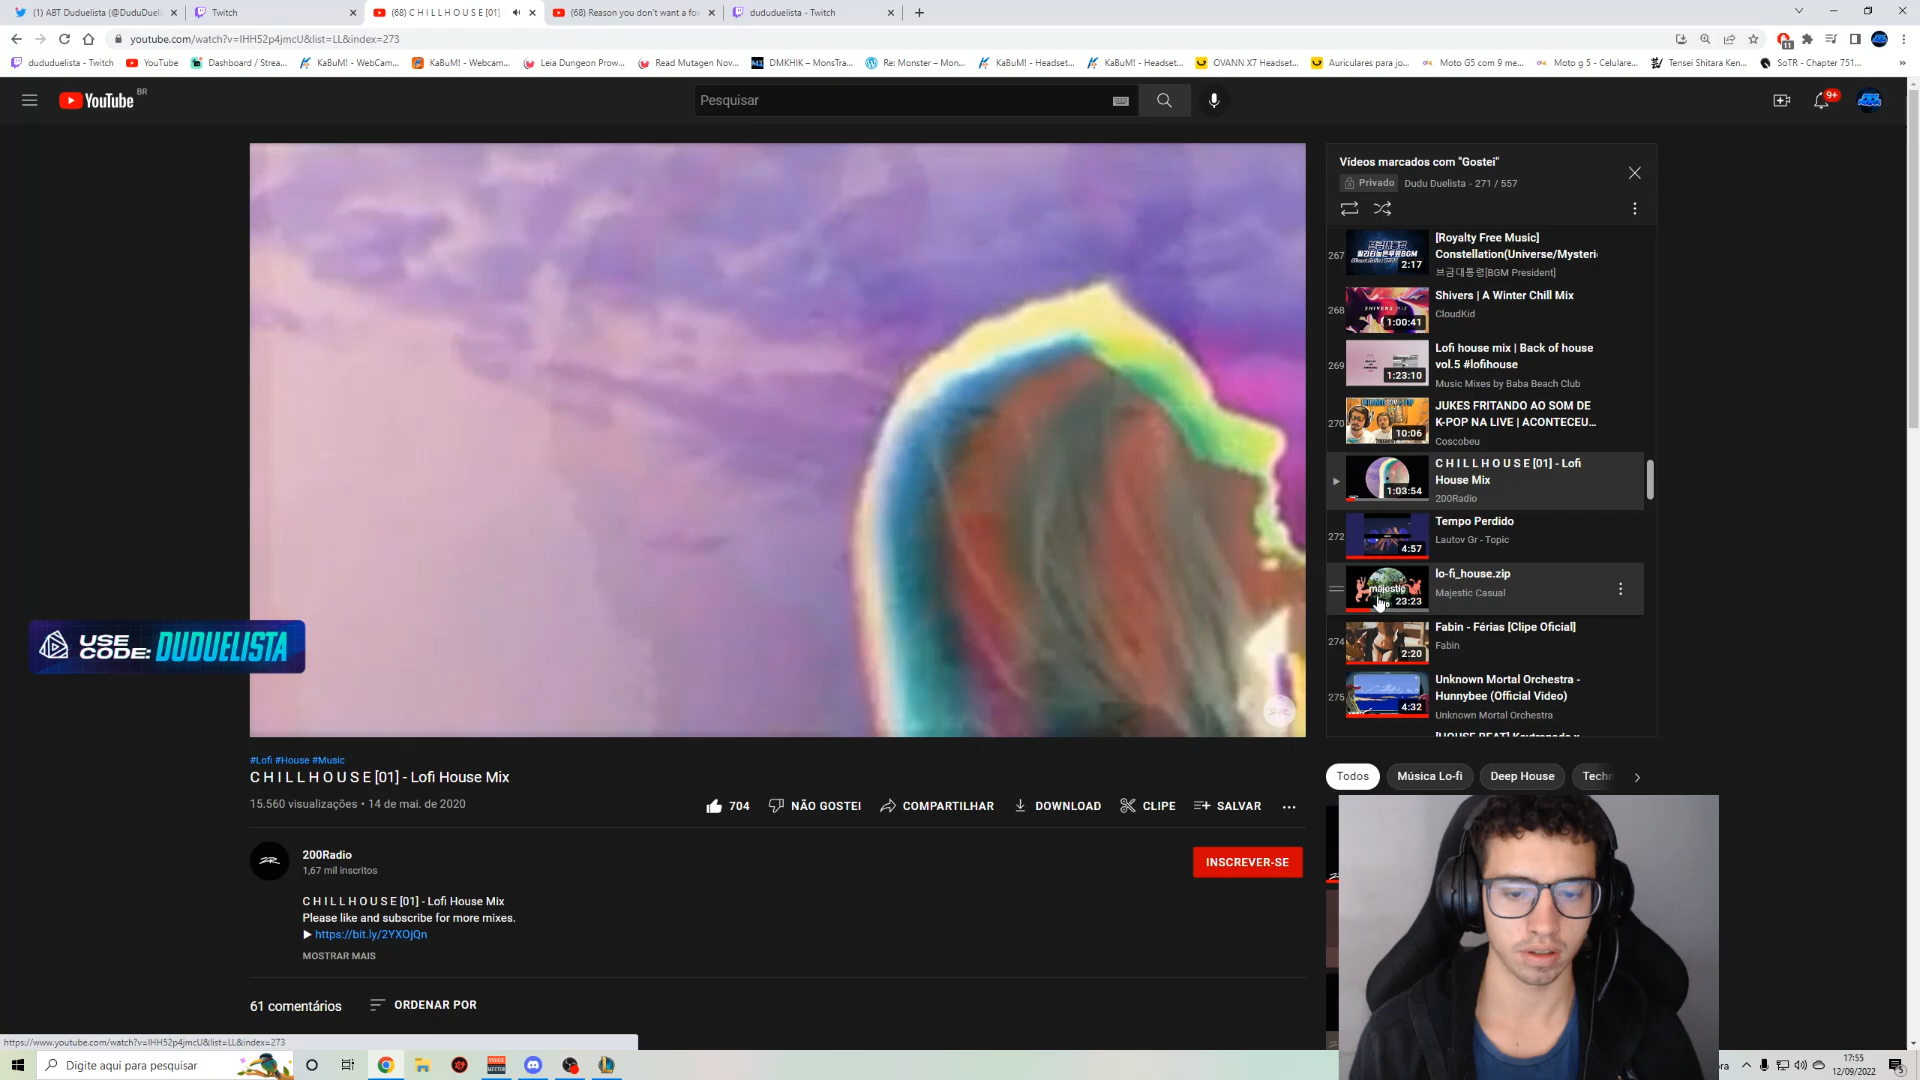 (1) ABT Duduelista (@DuduDuel
Twitch
(68) C H I L L H O U S E [01]
(68) Reason you don't want a fo
dududuelista - Twitch
youtube.com/watch?v=IHH52p4jmcU&list=LL&index=273
dududuelista - Twitch
YouTube
Dashboard / Strea...
KaBuM! - WebCam...
KaBuM! - Webcam...
Leia Dungeon Prow...
Read Mutagen Nov...
DMKHIK – MonsTra...
Re: Monster – Mon...
KaBuM! - Headset...
KaBuM! - Headset...
OVANN X7 Headset...
Auriculares para jo...
Moto G5 com 9 me...
Moto g 5 - Celulare...
Tensei Shitara Ken...
SoTR - Chapter 751...
YouTube BR
Pesquisar
9+
Vídeos marcados com "Gostei"
Privado
Dudu Duelista - 271 / 557
267
2:17
[Royalty Free Music]
Constellation(Universe/Mysteri
브금대통령[BGM President]
268
1:00:41
Shivers | A Winter Chill Mix
CloudKid
269
1:23:10
Lofi house mix | Back of house
vol.5 #lofihouse
Music Mixes by Baba Beach Club
270
10:06
JUKES FRITANDO AO SOM DE
K-POP NA LIVE | ACONTECEU...
Coscobeu
1:03:54
C H I L L H O U S E [01] - Lofi
House Mix
200Radio
272
4:57
Tempo Perdido
Lautov Gr - Topic
majestic
23:23
lo-fi_house.zip
Majestic Casual
274
2:20
Fabin - Férias [Clipe Oficial]
Fabin
275
4:32
Unknown Mortal Orchestra -
Hunnybee (Official Video)
Unknown Mortal Orchestra
USE
CODE: DUDUELISTA
#Lofi #House #Music
C H I L L H O U S E [01] - Lofi House Mix
15.560 visualizações • 14 de mai. de 2020
704
NÃO GOSTEI
COMPARTILHAR
DOWNLOAD
CLIPE
SALVAR
Todos
Música Lo-fi
Deep House
Techn
200Radio
1,67 mil inscritos
INSCREVER-SE
C H I L L H O U S E [01] - Lofi House Mix
Please like and subscribe for more mixes.
▶ https://bit.ly/2YXOjQn
MOSTRAR MAIS
61 comentários
ORDENAR POR
https://www.youtube.com/watch?v=IHH52p4jmcU&list=LL&index=273
Digite aqui para pesquisar
ora
17:55
12/09/2022
5